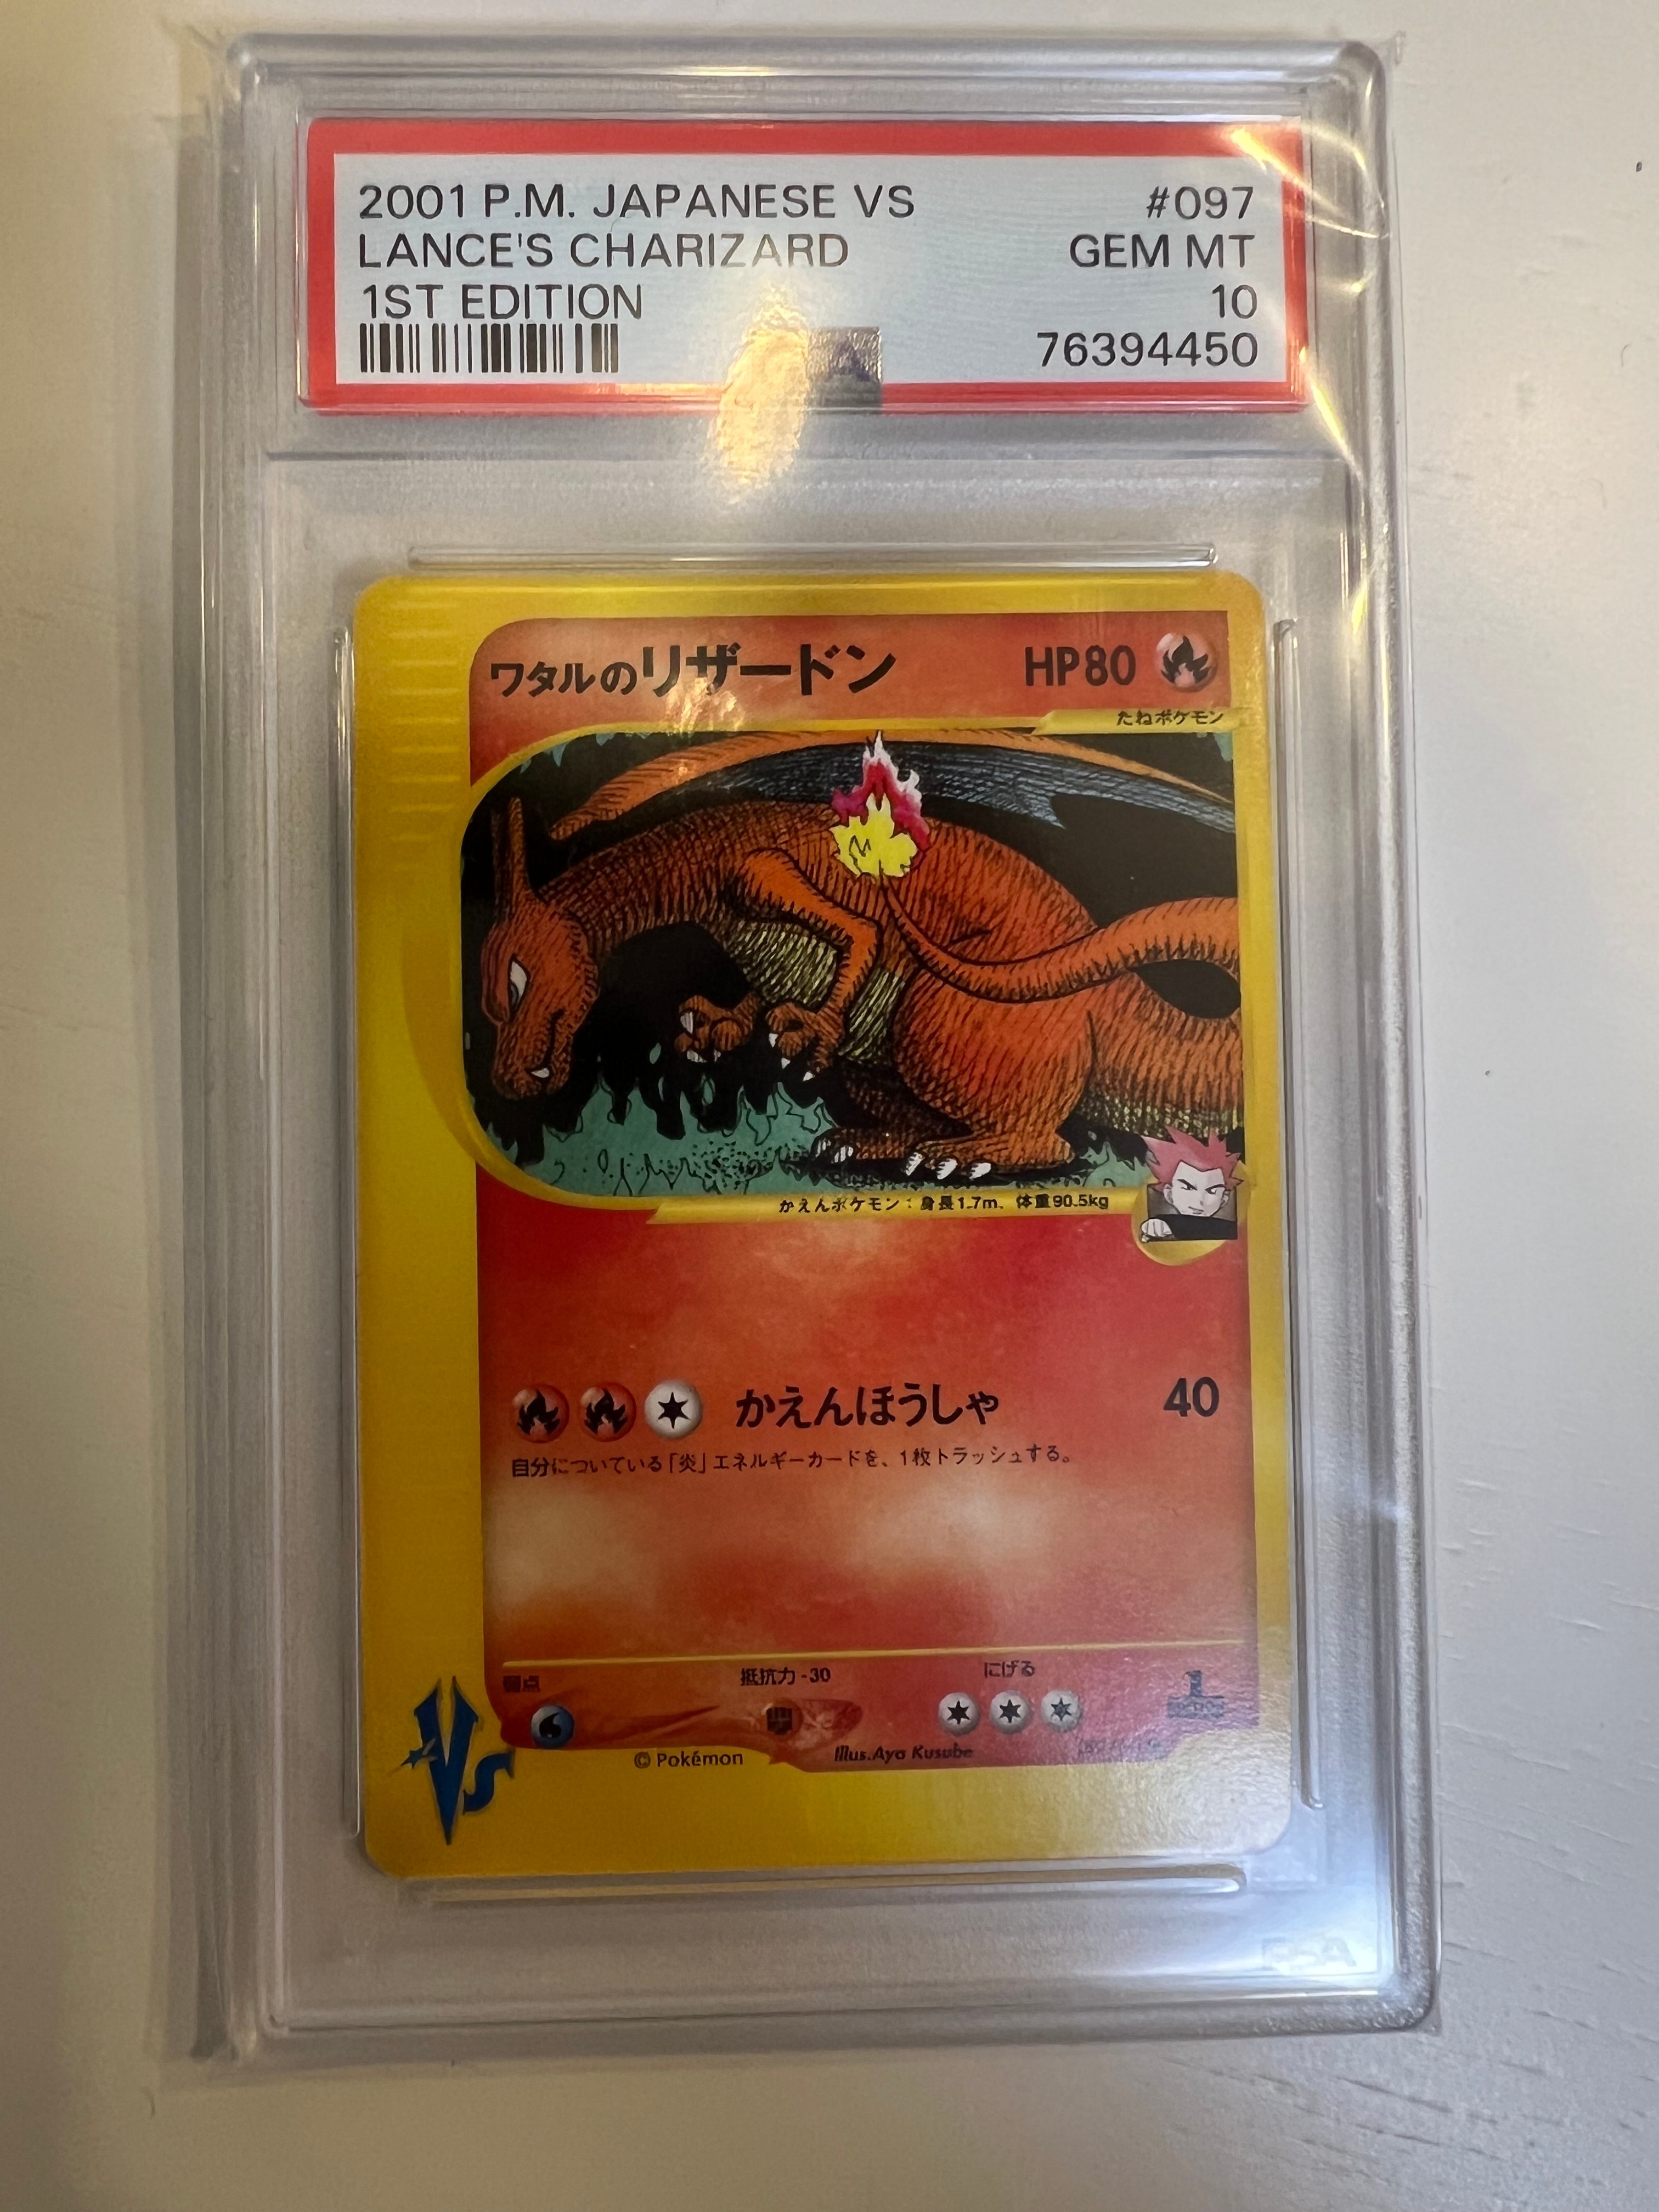 2001 P.M. JAPANESE VS #097
LANCE'S CHARIZARD GEM MT
1ST EDITION 10
76394450
ワタルのリザードン HP80
たねポケモン
かえんポケモン：身長1.7m、体重90.5kg
かえんほうしゃ 40
自分についている「炎」エネルギーカードを、1枚トラッシュする。
弱点 抵抗力 -30 にげる
1
VS
© Pokémon Illus.Aya Kusube
PSA